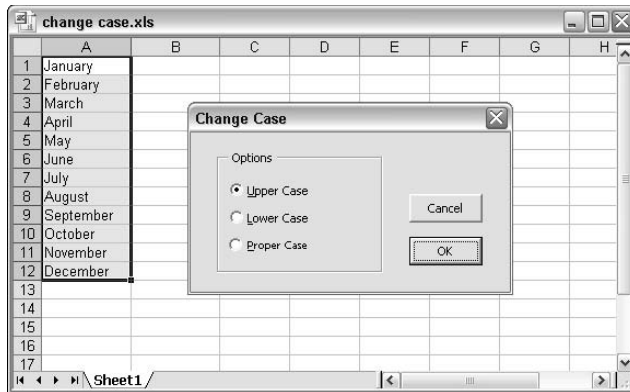 change case.xls
A B C D E F G H
1 January
2 February
3 March
4 April
5 May
6 June
7 July
8 August
9 September
10 October
11 November
12 December
13
14
15
16
17
Change Case
Options
Upper Case
Lower Case
Proper Case
Cancel
OK
Sheet1